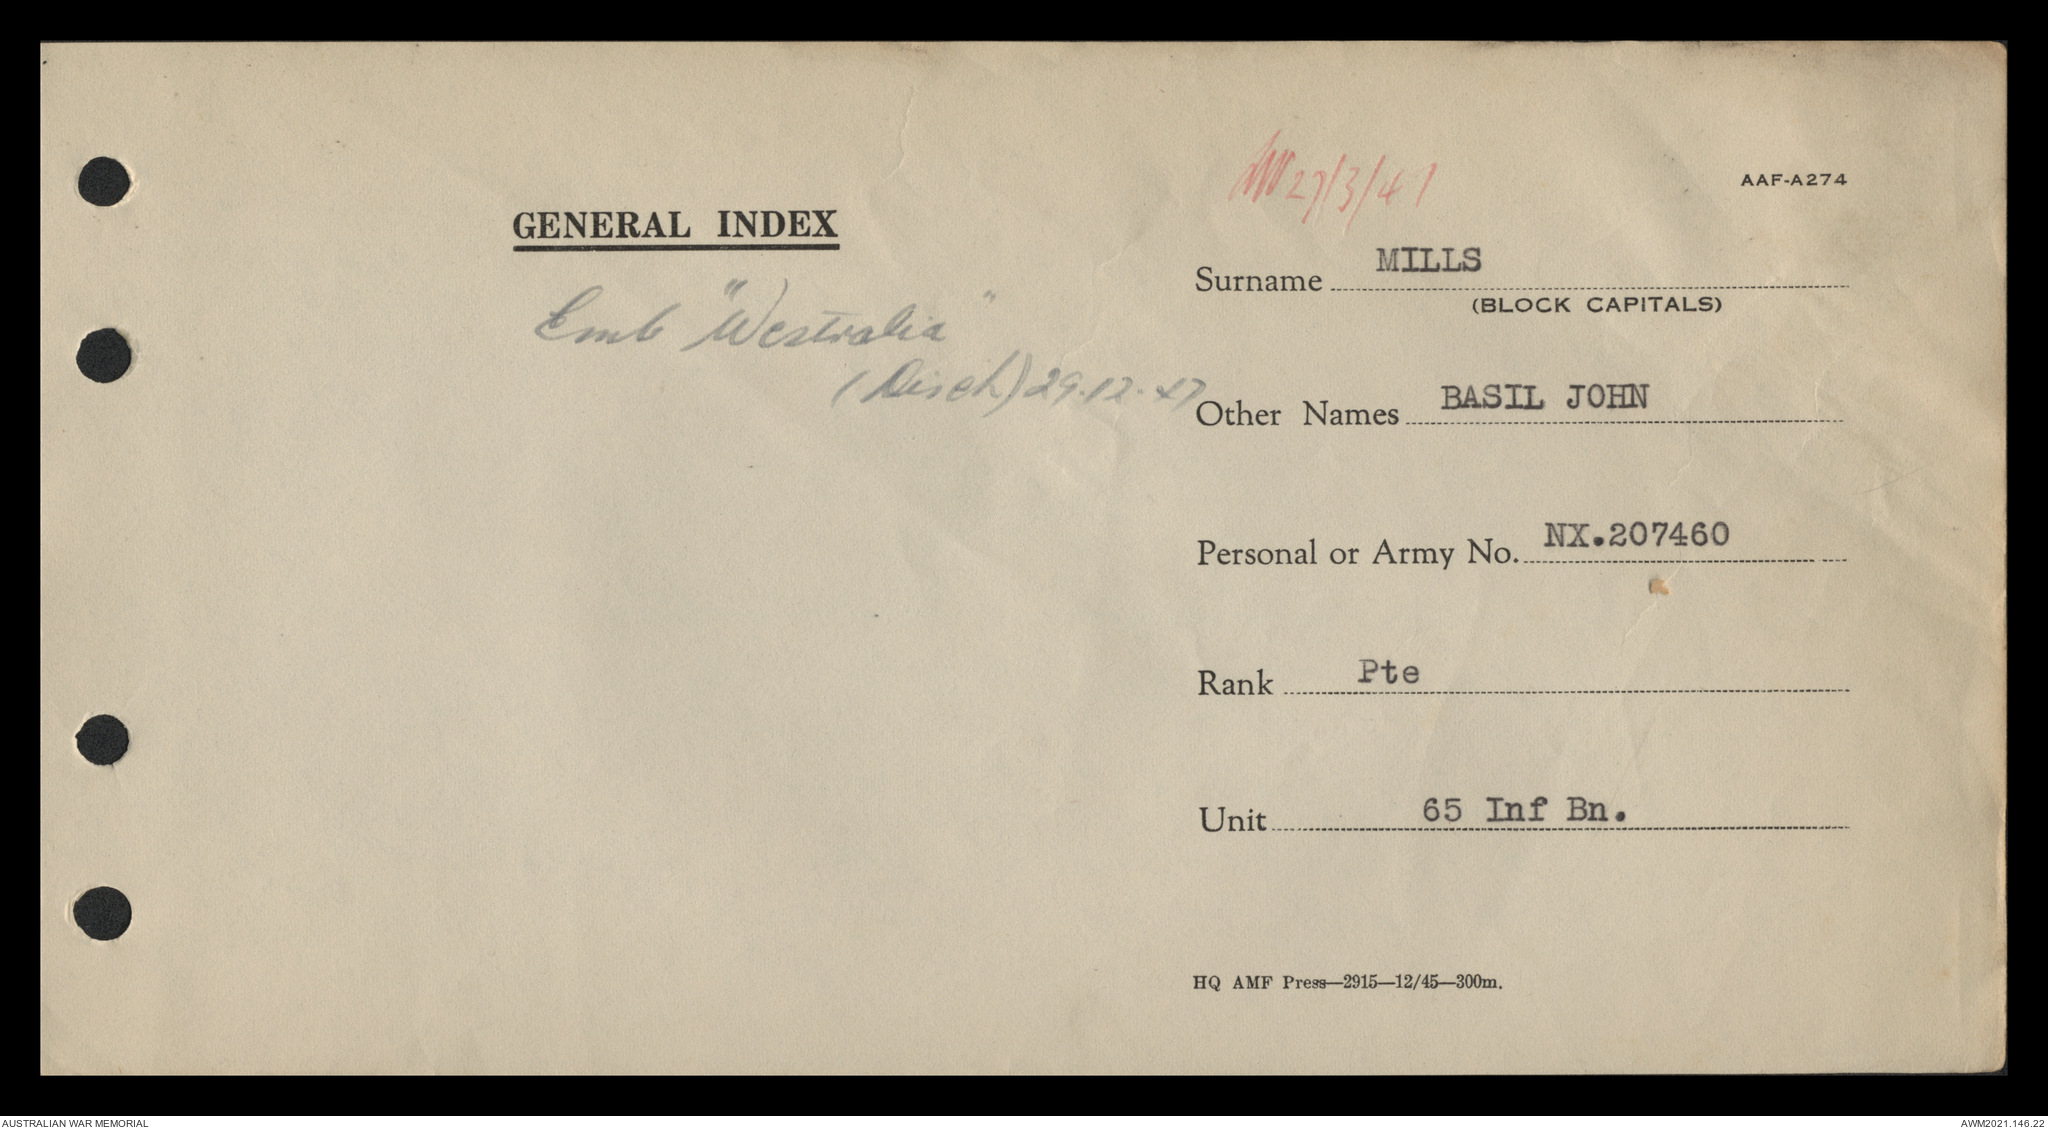 27/3/41
AAF-A274
GENERAL INDEX
Emb "Westralia"
(Disch) 29.12.47
Surname MILLS
(BLOCK CAPITALS)
Other Names BASIL JOHN
Personal or Army No. NX.207460
Rank Pte
Unit 65 Inf Bn.
HQ AMF Press—2915—12/45—300m.
AUSTRALIAN WAR MEMORIAL
AWM2021.146.22